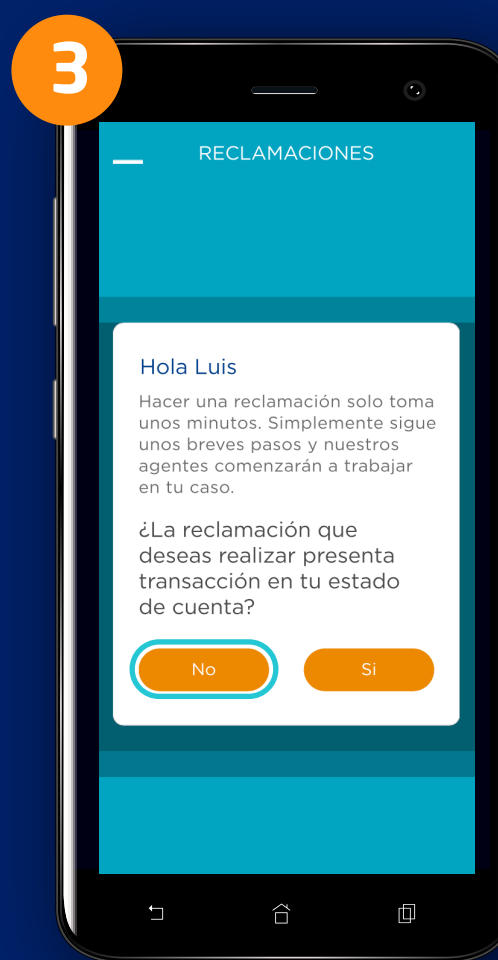 3
RECLAMACIONES
Hola Luis
Hacer una reclamación solo toma
unos minutos. Simplemente sigue
unos breves pasos y nuestros
agentes comenzarán a trabajar
en tu caso.
¿La reclamación que
deseas realizar presenta
transacción en tu estado
de cuenta?
No
Si